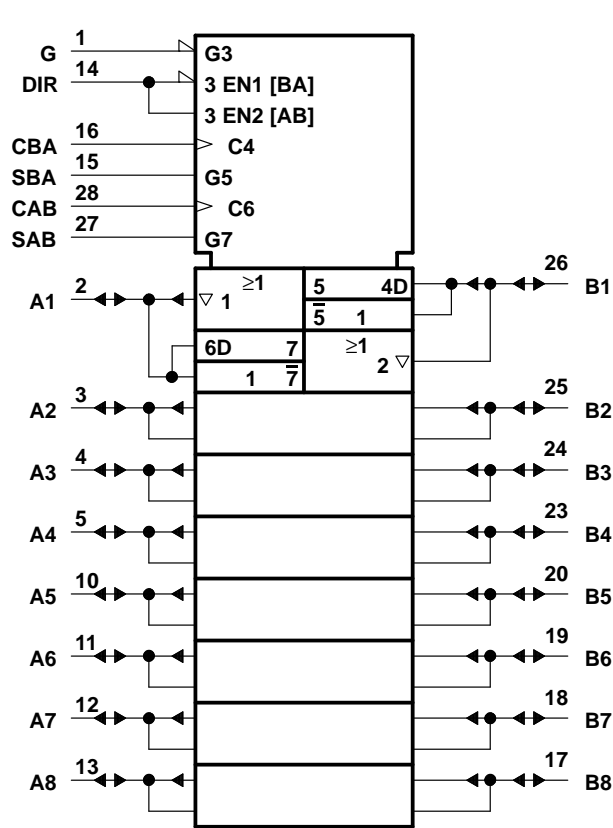 G 1 G3
DIR 14 3 EN1 [BA]
3 EN2 [AB]
CBA 16 C4
SBA 15 G5
CAB 28 C6
SAB 27 G7
A1 2 1 ≥1 5 4D 26 B1
5̅ 1
6D 7 ≥1
2
1 7̅
A2 3 25 B2
A3 4 24 B3
A4 5 23 B4
A5 10 20 B5
A6 11 19 B6
A7 12 18 B7
A8 13 17 B8